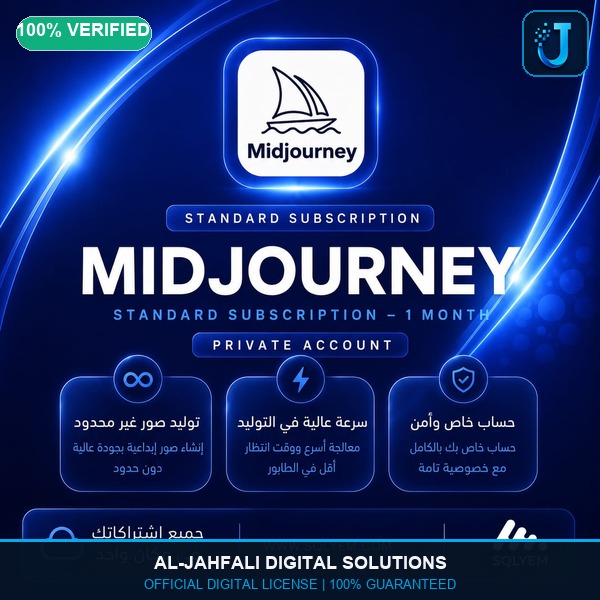 100% VERIFIED
J
Midjourney
STANDARD SUBSCRIPTION
MIDJOURNEY
STANDARD SUBSCRIPTION – 1 MONTH
PRIVATE ACCOUNT
حساب خاص وأمن
حساب خاص بك بالكامل
مع خصوصية تامة
سرعة عالية في التوليد
معالجة أسرع ووقت انتظار
أقل في الطابور
توليد صور غير محدود
إنشاء صور إبداعية بجودة عالية
دون حدود
جميع اشتراكاتك
SQLYEM
AL-JAHFALI DIGITAL SOLUTIONS
OFFICIAL DIGITAL LICENSE | 100% GUARANTEED